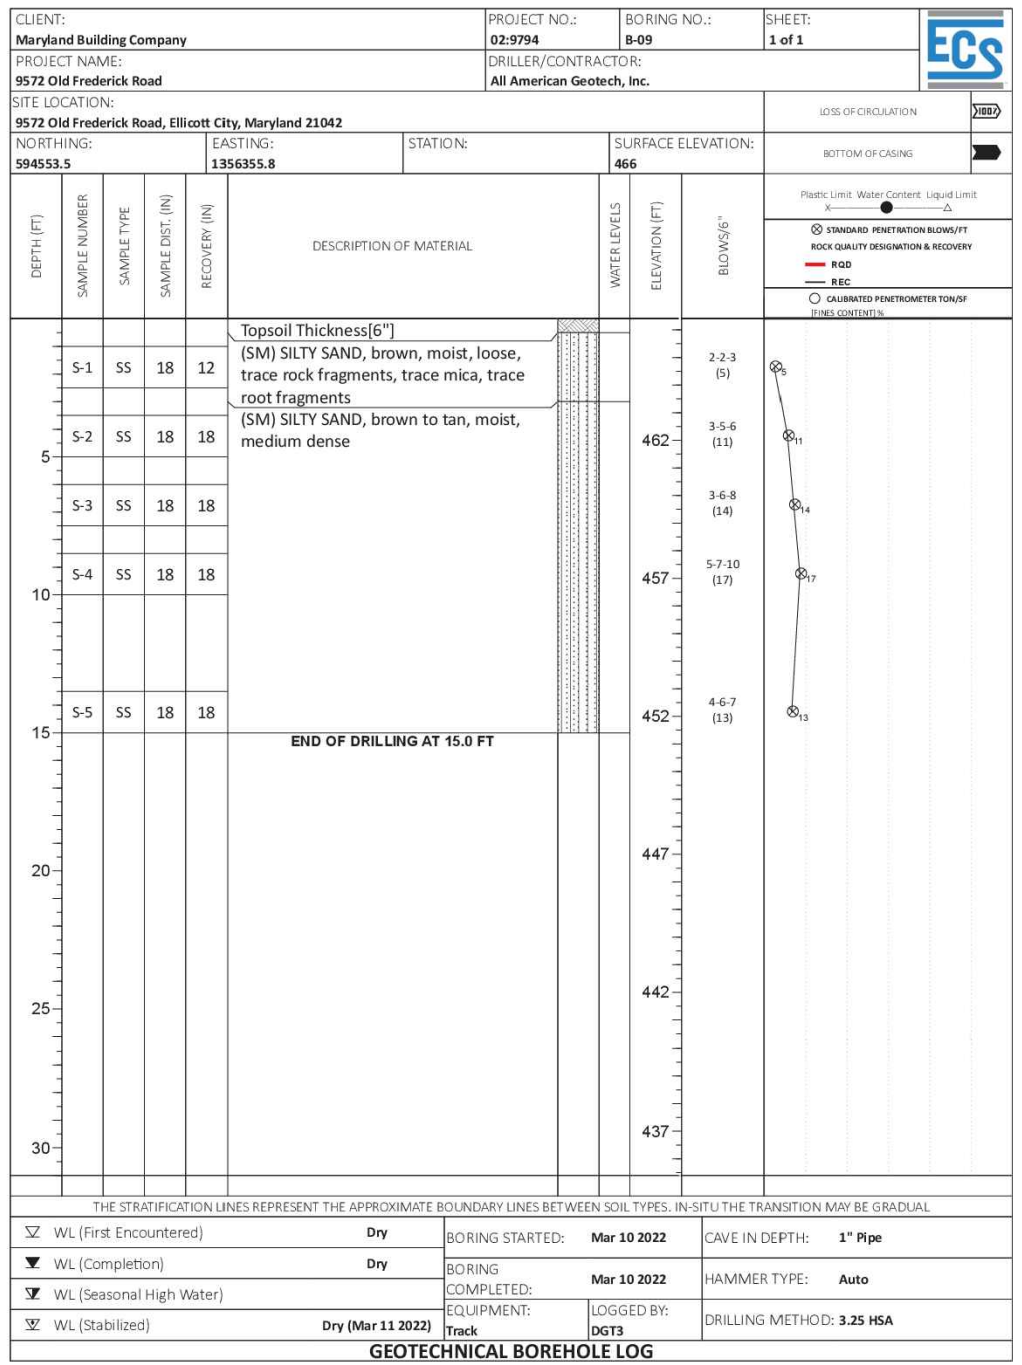 CLIENT:
Maryland Building Company
PROJECT NO.:
02:9794
BORING NO.:
B-09
SHEET:
1 of 1
ECS
PROJECT NAME:
9572 Old Frederick Road
DRILLER/CONTRACTOR:
All American Geotech, Inc.
SITE LOCATION:
9572 Old Frederick Road, Ellicott City, Maryland 21042
LOSS OF CIRCULATION
NORTHING:
594553.5
EASTING:
1356355.8
STATION:
SURFACE ELEVATION:
466
BOTTOM OF CASING
DEPTH (FT)
SAMPLE NUMBER
SAMPLE TYPE
SAMPLE DIST. (IN)
RECOVERY (IN)
DESCRIPTION OF MATERIAL
WATER LEVELS
ELEVATION (FT)
BLOWS/6"
Plastic Limit Water Content Liquid Limit
X
STANDARD PENETRATION BLOWS/FT
ROCK QUALITY DESIGNATION & RECOVERY
RQD
REC
CALIBRATED PENETROMETER TON/SF
[FINES CONTENT] %
Topsoil Thickness[6"]
(SM) SILTY SAND, brown, moist, loose,
trace rock fragments, trace mica, trace
root fragments
S-1 SS 18 12
2-2-3
(5)
5
(SM) SILTY SAND, brown to tan, moist,
medium dense
S-2 SS 18 18
462
3-5-6
(11)
11
5
S-3 SS 18 18
3-6-8
(14)
14
S-4 SS 18 18
457
5-7-10
(17)
17
10
S-5 SS 18 18
452
4-6-7
(13)
13
15
END OF DRILLING AT 15.0 FT
447
20
442
25
437
30
THE STRATIFICATION LINES REPRESENT THE APPROXIMATE BOUNDARY LINES BETWEEN SOIL TYPES. IN-SITU THE TRANSITION MAY BE GRADUAL
WL (First Encountered) Dry
WL (Completion) Dry
WL (Seasonal High Water)
WL (Stabilized) Dry (Mar 11 2022)
BORING STARTED: Mar 10 2022
BORING
COMPLETED: Mar 10 2022
EQUIPMENT:
Track
LOGGED BY:
DGT3
CAVE IN DEPTH: 1" Pipe
HAMMER TYPE: Auto
DRILLING METHOD: 3.25 HSA
GEOTECHNICAL BOREHOLE LOG